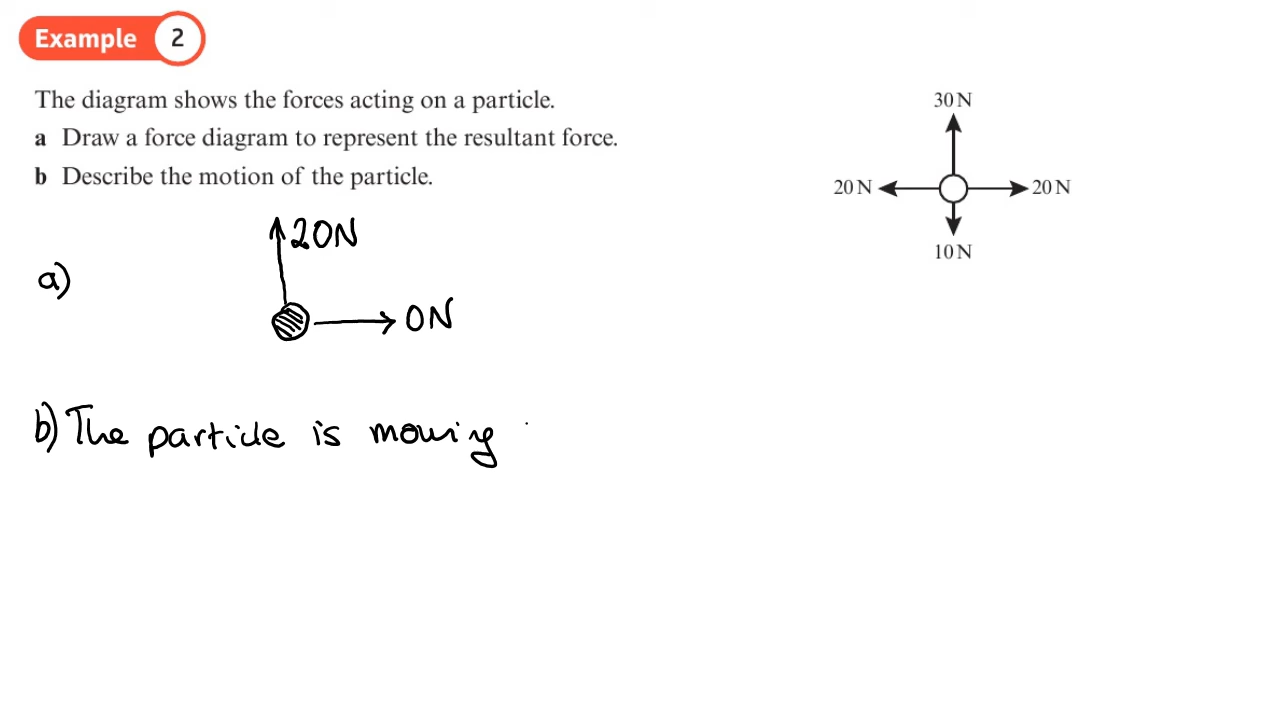 Example 2
The diagram shows the forces acting on a particle.
a Draw a force diagram to represent the resultant force.
b Describe the motion of the particle.
30 N
20 N
20 N
10 N
20N
a)
0N
b) The particle is moving